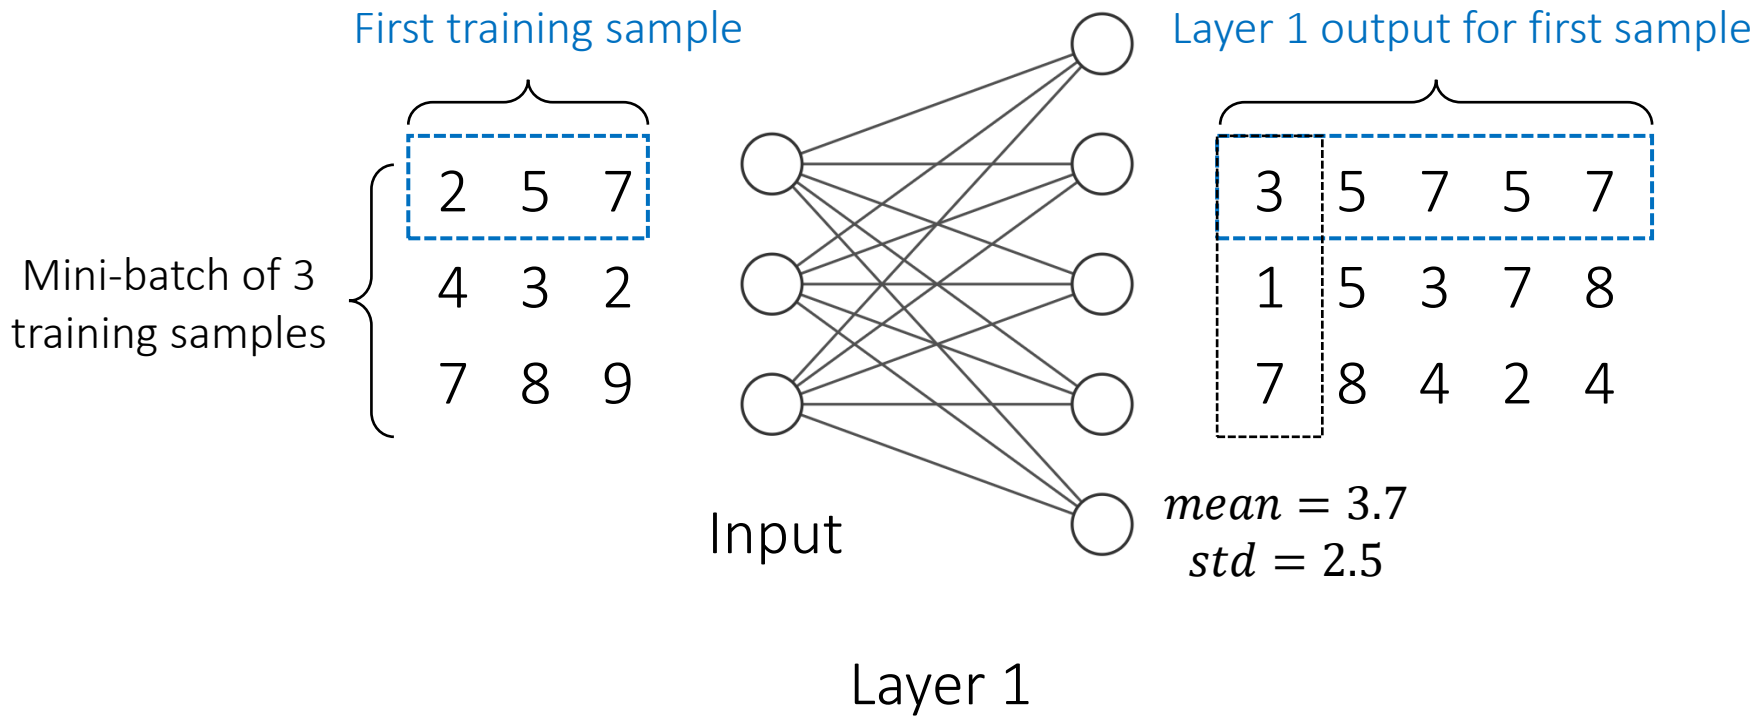 First training sample
Layer 1 output for first sample
2 5 7
3 5 7 5 7
Mini-batch of 3
training samples
4 3 2
1 5 3 7 8
7 8 9
7 8 4 2 4
Input
mean = 3.7
std = 2.5
Layer 1